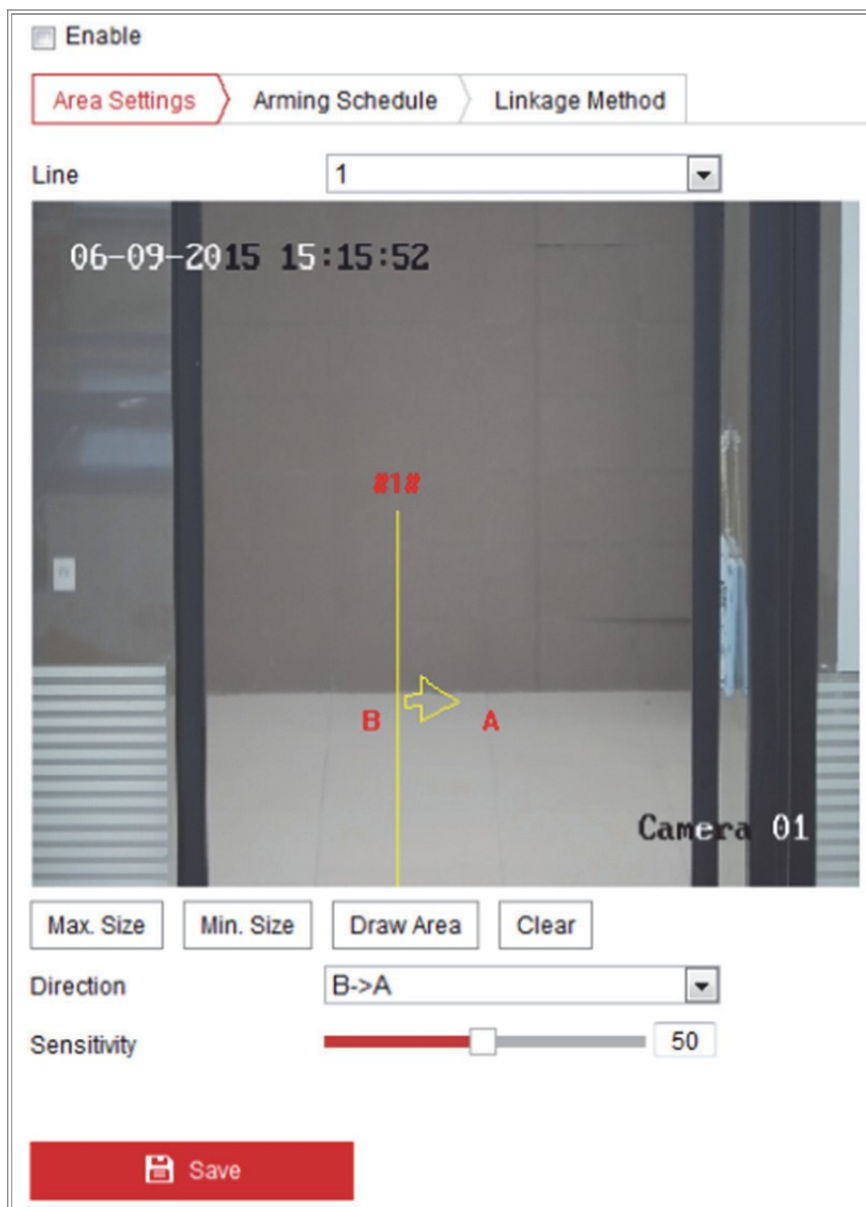 Enable
Area Settings
Arming Schedule
Linkage Method
Line
1
06-09-2015 15:15:52
#1#
B
A
Camera 01
Max. Size
Min. Size
Draw Area
Clear
Direction
B->A
Sensitivity
50
Save